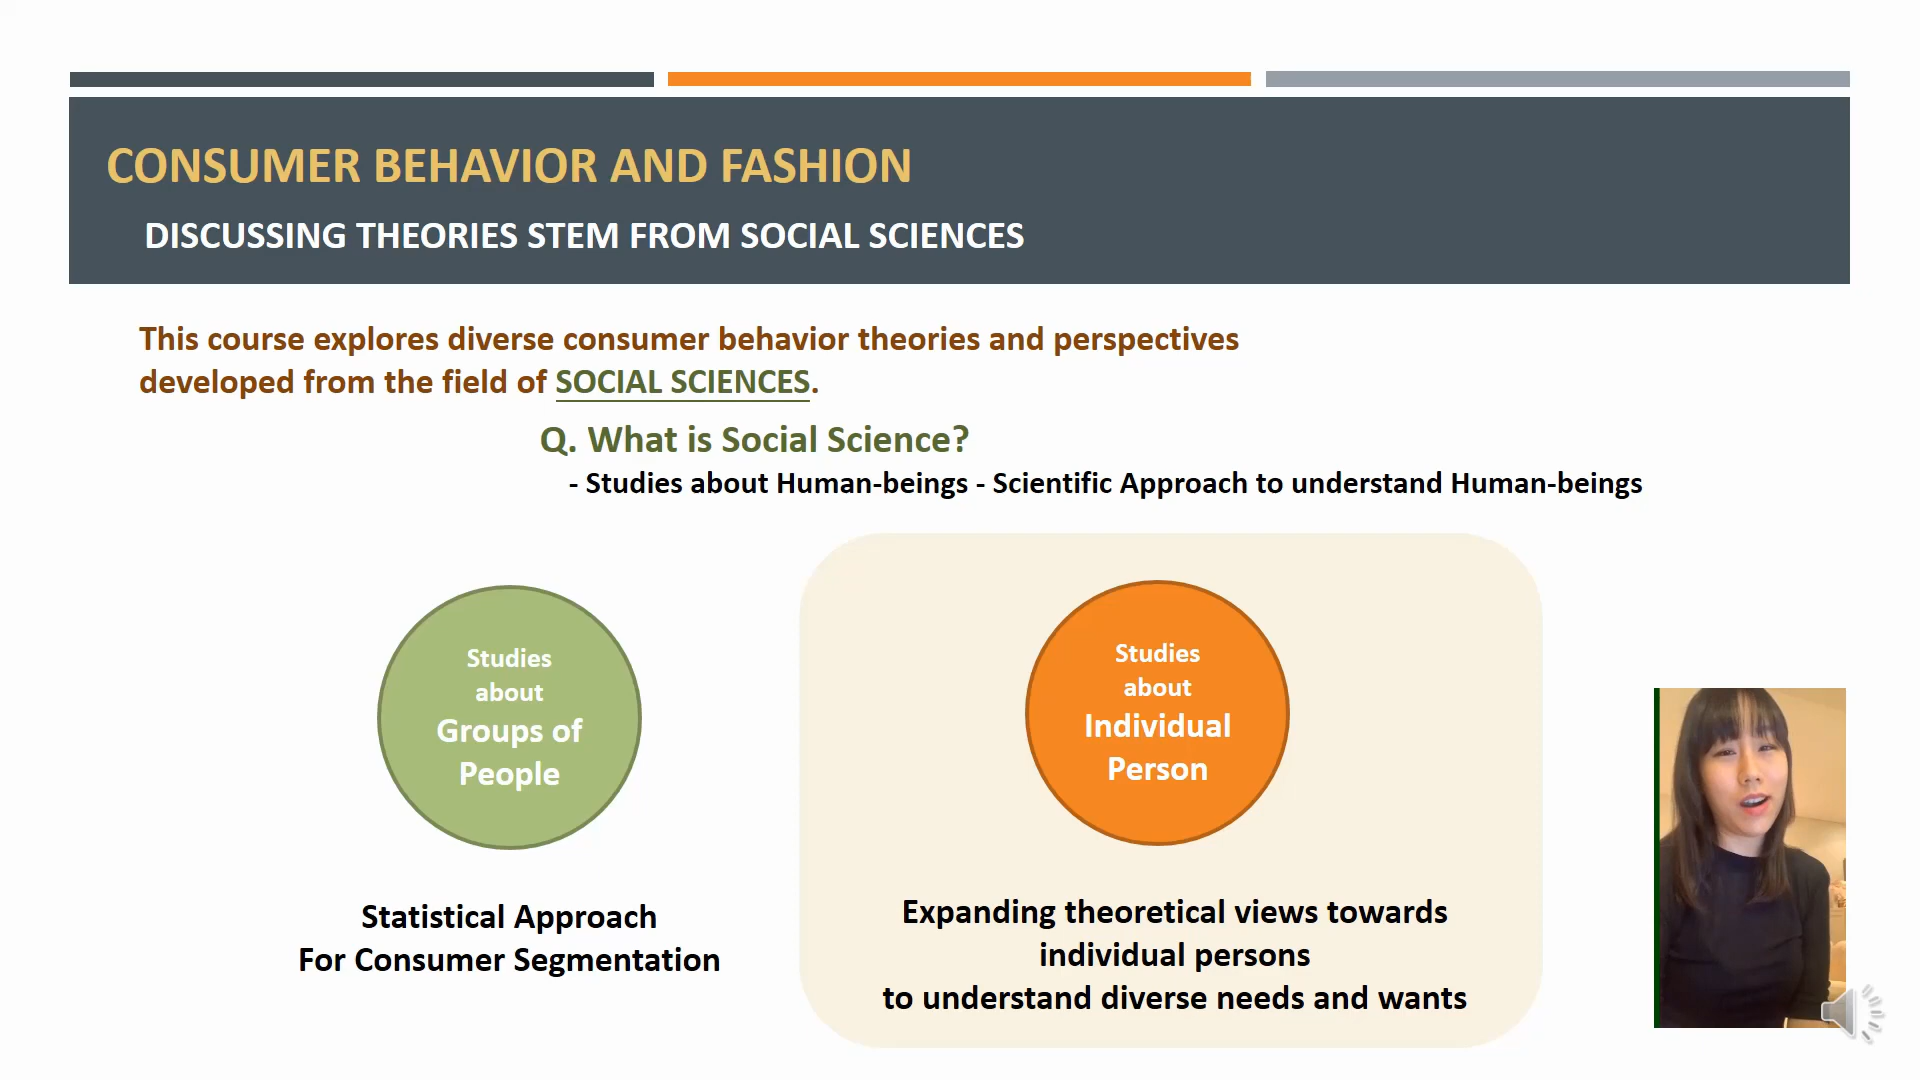 CONSUMER BEHAVIOR AND FASHION
DISCUSSING THEORIES STEM FROM SOCIAL SCIENCES
This course explores diverse consumer behavior theories and perspectives
developed from the field of SOCIAL SCIENCES.
Q. What is Social Science?
- Studies about Human-beings - Scientific Approach to understand Human-beings
Studies
about
Groups of
People
Statistical Approach
For Consumer Segmentation
Studies
about
Individual
Person
Expanding theoretical views towards
individual persons
to understand diverse needs and wants